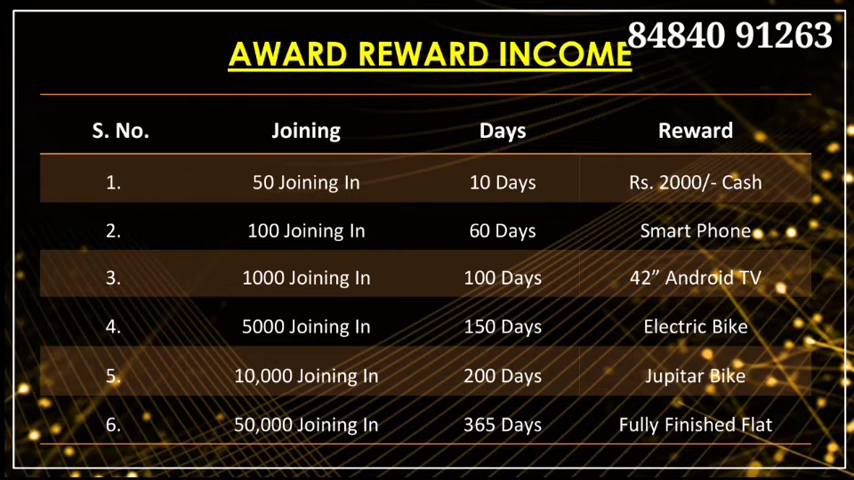 84840 91263
AWARD REWARD INCOME
S. No. Joining Days Reward
1. 50 Joining In 10 Days Rs. 2000/- Cash
2. 100 Joining In 60 Days Smart Phone
3. 1000 Joining In 100 Days 42” Android TV
4. 5000 Joining In 150 Days Electric Bike
5. 10,000 Joining In 200 Days Jupitar Bike
6. 50,000 Joining In 365 Days Fully Finished Flat